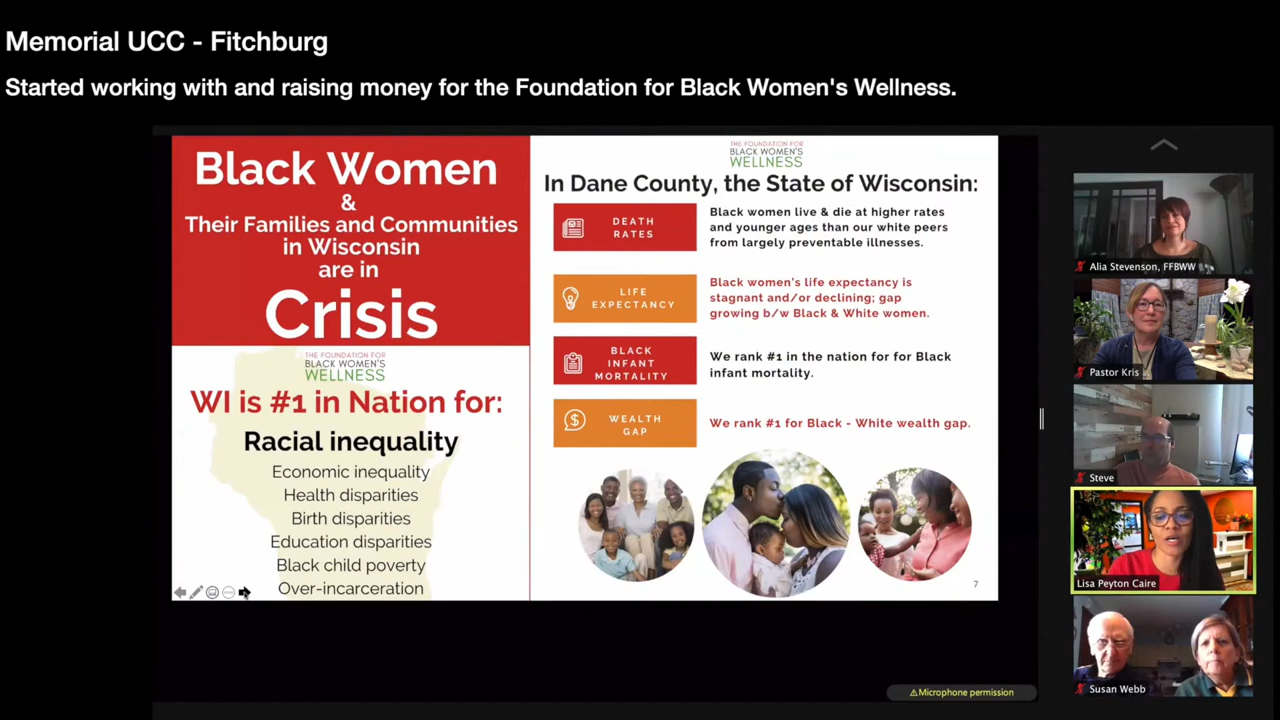 Memorial UCC - Fitchburg
Started working with and raising money for the Foundation for Black Women's Wellness.
Black Women
&
Their Families and Communities
in Wisconsin
are in
Crisis
THE FOUNDATION FOR
BLACK WOMEN'S
WELLNESS
WI is #1 in Nation for:
Racial inequality
Economic inequality
Health disparities
Birth disparities
Education disparities
Black child poverty
Over-incarceration
THE FOUNDATION FOR
BLACK WOMEN'S
WELLNESS
In Dane County, the State of Wisconsin:
DEATH
RATES
Black women live & die at higher rates
and younger ages than our white peers
from largely preventable illnesses.
LIFE
EXPECTANCY
Black women's life expectancy is
stagnant and/or declining; gap
growing b/w Black & White women.
BLACK
INFANT
MORTALITY
We rank #1 in the nation for for Black
infant mortality.
WEALTH
GAP
We rank #1 for Black - White wealth gap.
7
Alia Stevenson, FFBWW
Pastor Kris
Steve
Lisa Peyton Caire
Susan Webb
Microphone permission